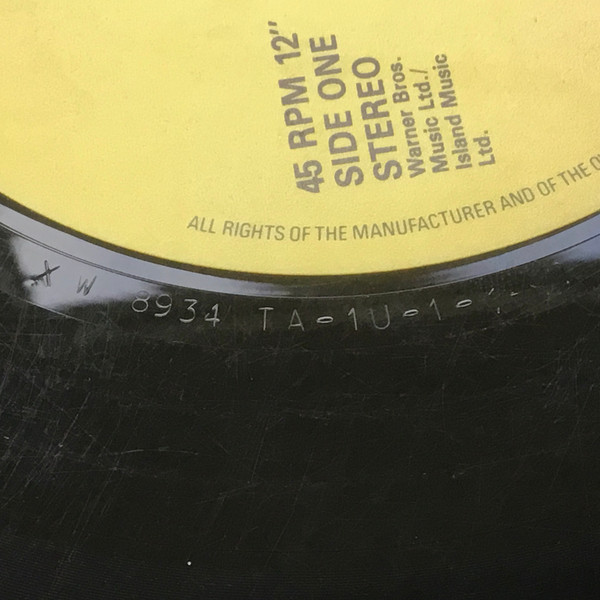 45 RPM 12"
SIDE ONE
STEREO
Warner Bros.
Music Ltd./
Island Music
Ltd.
ALL RIGHTS OF THE MANUFACTURER AND OF THE
W 8934 TA-1U-1-